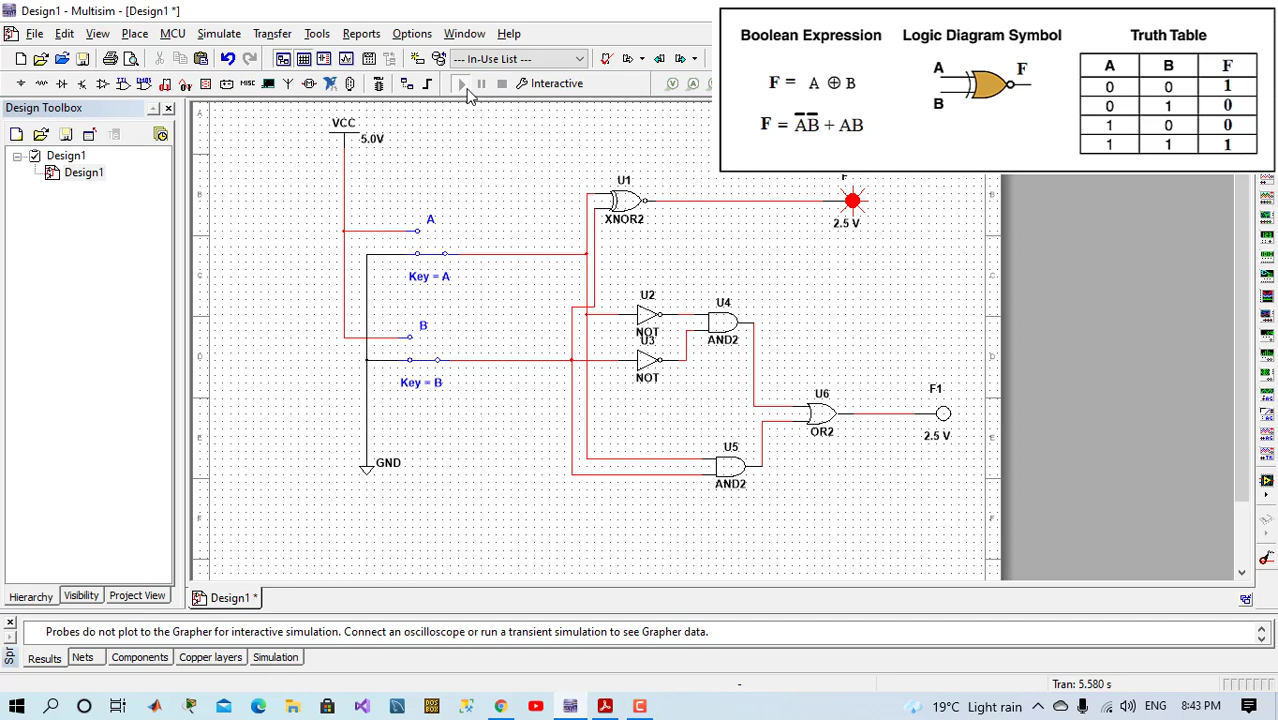 Design1 - Multisim - [Design1 *]
File Edit View Place MCU Simulate Transfer Tools Reports Options Window Help
--- In-Use List ---
Interactive
Design Toolbox
Design1
Design1
VCC
5.0V
A
Key = A
B
Key = B
GND
U1
XNOR2
F
2.5 V
U2
NOT
U3
NOT
U4
AND2
U5
AND2
U6
OR2
F1
2.5 V
Boolean Expression
F = A ⊕ B
F = A̅B̅ + AB
Logic Diagram Symbol
A
B
F
Truth Table
A B F
0 0 1
0 1 0
1 0 0
1 1 1
A
B
C
D
E
F
B
C
D
E
F
MISC
Hierarchy Visibility Project View
Design1 *
Probes do not plot to the Grapher for interactive simulation. Connect an oscilloscope or run a transient simulation to see Grapher data.
Spr
Results Nets Components Copper layers Simulation
- Tran: 5.580 s
19°C Light rain ENG 8:43 PM